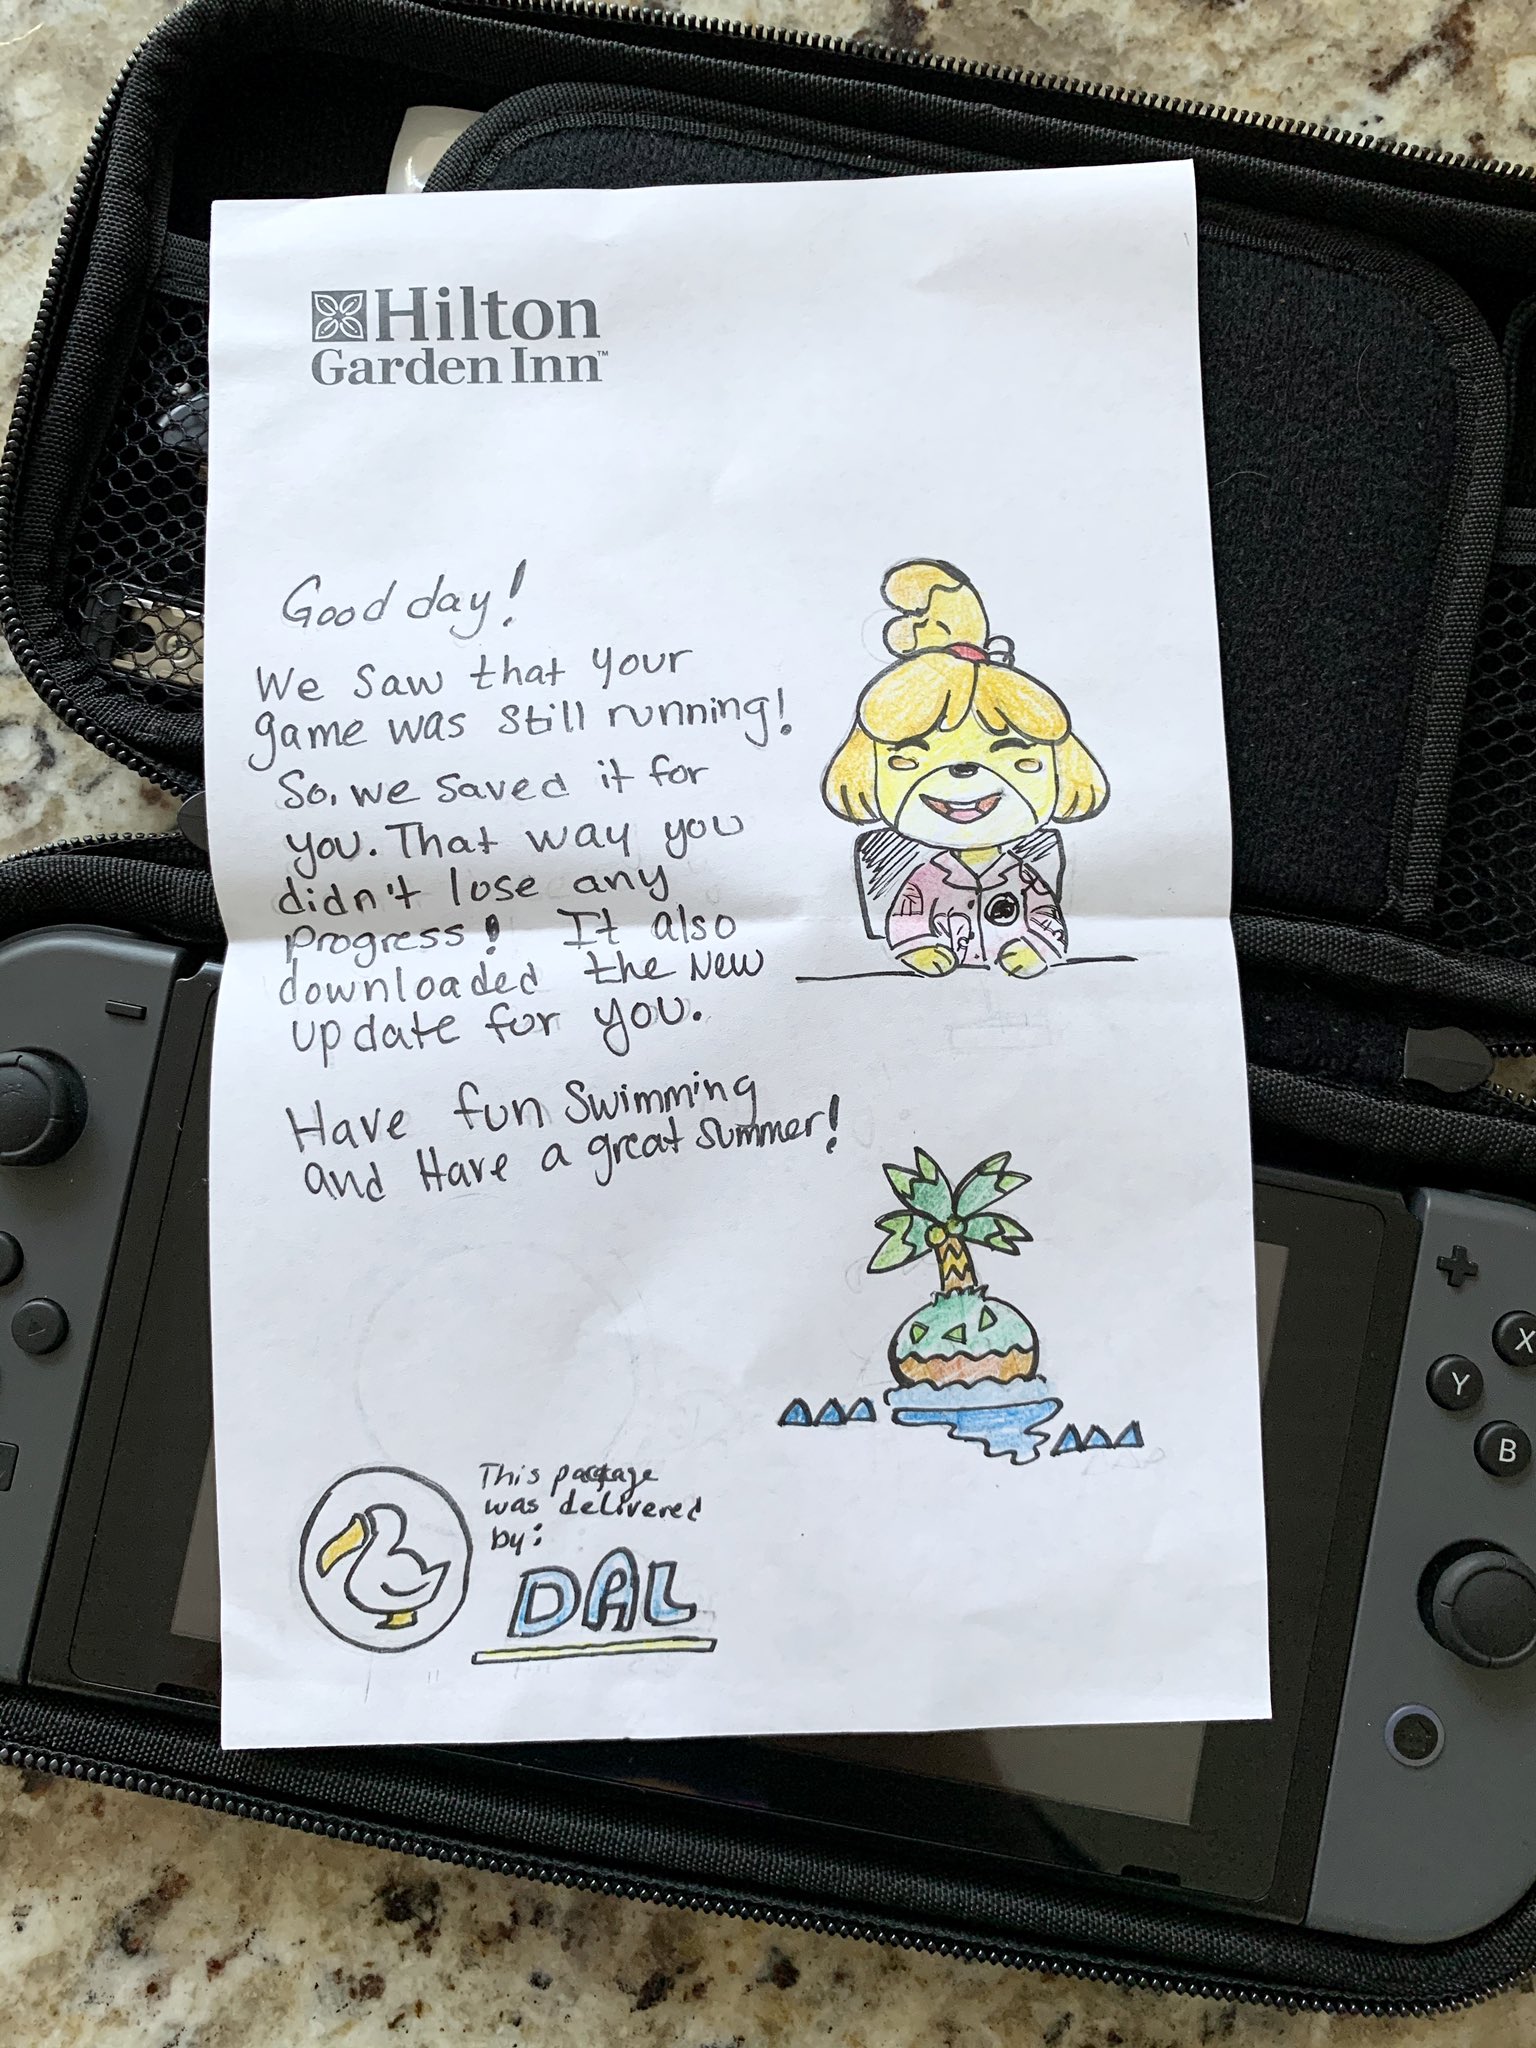 Hilton
Garden Inn™
Good day!
We saw that your
game was still running!
So, we saved it for
you. That way you
didn't lose any
progress! It also
downloaded the New
update for you.
Have fun swimming
and Have a great summer!
This package
was delivered
by:
DAL
X
Y
B